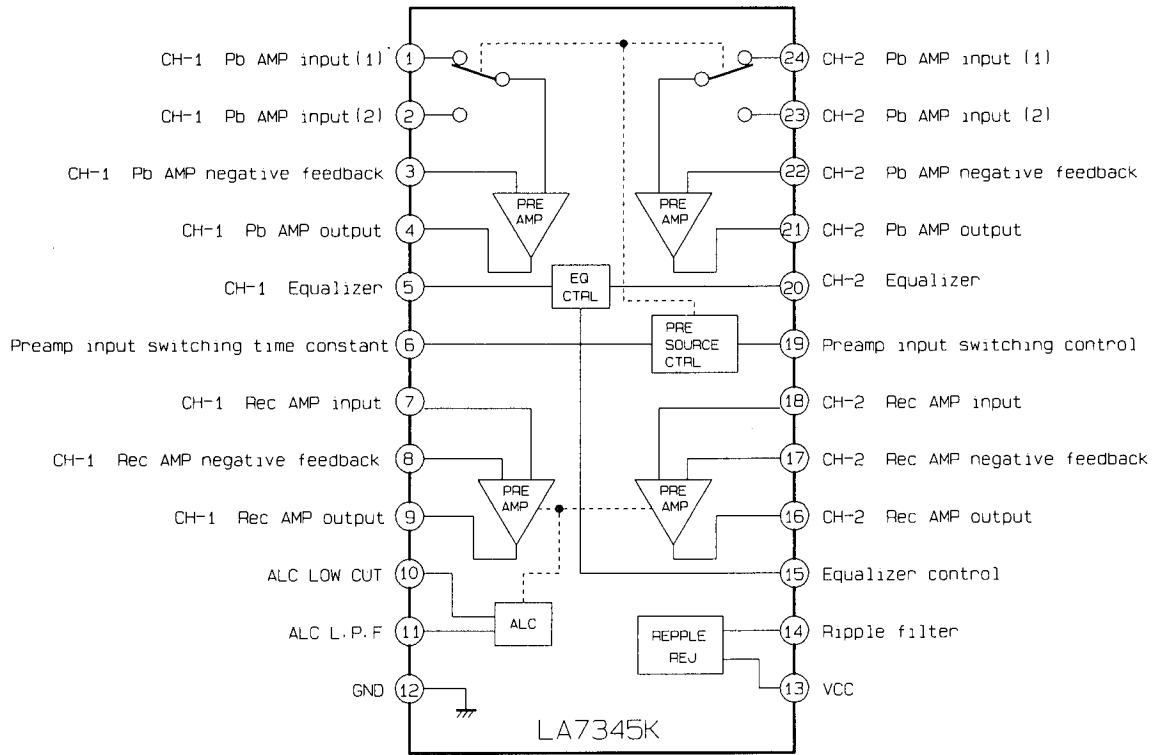 CH-1 Pb AMP input(1) 1
CH-1 Pb AMP input(2) 2
CH-1 Pb AMP negative feedback 3
CH-1 Pb AMP output 4
CH-1 Equalizer 5
Preamp input switching time constant 6
CH-1 Rec AMP input 7
CH-1 Rec AMP negative feedback 8
CH-1 Rec AMP output 9
ALC LOW CUT 10
ALC L.P.F 11
GND 12
PRE
AMP
PRE
AMP
EQ
CTRL
PRE
SOURCE
CTRL
PRE
AMP
PRE
AMP
ALC
REPPLE
REJ
24 CH-2 Pb AMP input (1)
23 CH-2 Pb AMP input (2)
22 CH-2 Pb AMP negative feedback
21 CH-2 Pb AMP output
20 CH-2 Equalizer
19 Preamp input switching control
18 CH-2 Rec AMP input
17 CH-2 Rec AMP negative feedback
16 CH-2 Rec AMP output
15 Equalizer control
14 Ripple filter
13 VCC
LA7345K